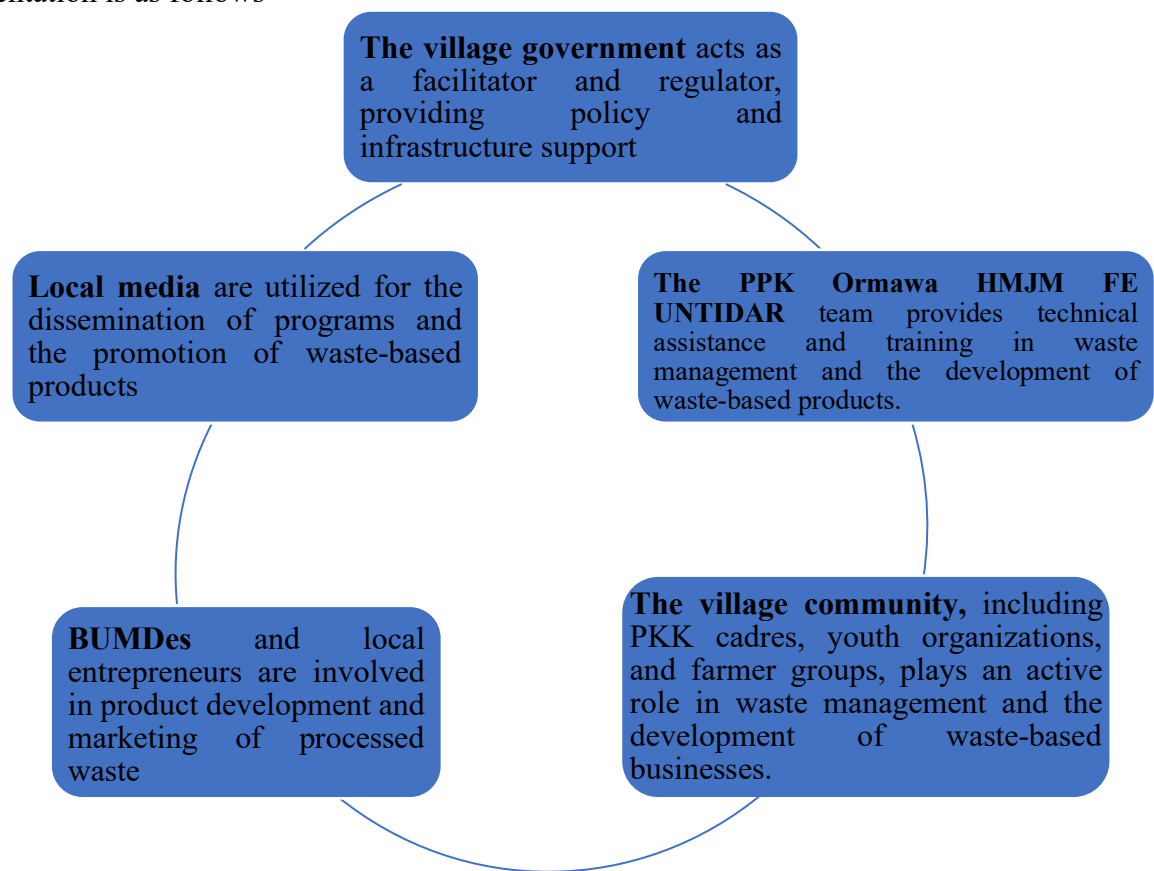 entation is as follows
The village government acts as
a facilitator and regulator,
providing policy and
infrastructure support
Local media are utilized for the
dissemination of programs and
the promotion of waste-based
products
The PPK Ormawa HMJM FE
UNTIDAR team provides technical
assistance and training in waste
management and the development of
waste-based products.
BUMDes and local
entrepreneurs are involved
in product development and
marketing of processed
waste
The village community, including
PKK cadres, youth organizations,
and farmer groups, plays an active
role in waste management and the
development of waste-based
businesses.